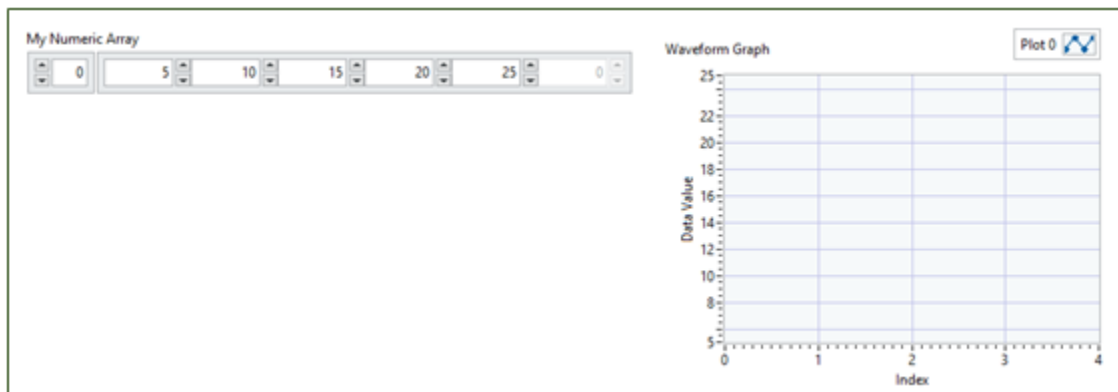 My Numeric Array
0 5 10 15 20 25 0
Waveform Graph
Plot 0
25
22
20
18
16
14
12
10
8
5
Data Value
0 1 2 3 4
Index